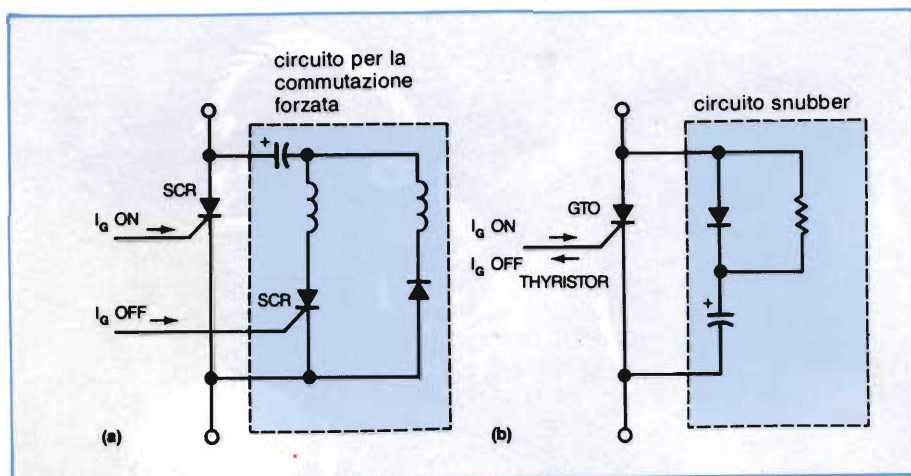 circuito per la
commutazione
forzata
+
SCR
I_G ON
SCR
I_G OFF
(a)
circuito snubber
GTO
I_G ON
I_G OFF
THYRISTOR
+
(b)